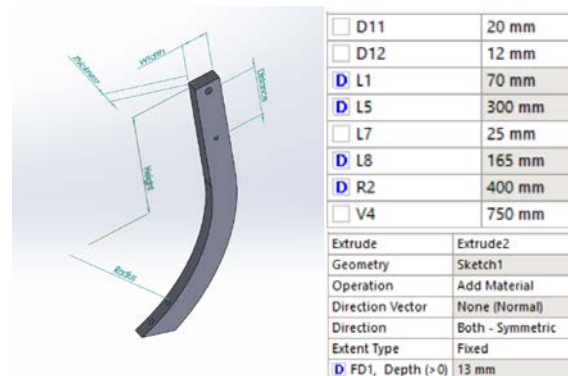 Width
Thickness
Distance
Height
Radius
D11 20 mm
D12 12 mm
D L1 70 mm
D L5 300 mm
L7 25 mm
D L8 165 mm
D R2 400 mm
V4 750 mm
Extrude Extrude2
Geometry Sketch1
Operation Add Material
Direction Vector None (Normal)
Direction Both - Symmetric
Extent Type Fixed
D FD1, Depth (>0) 13 mm